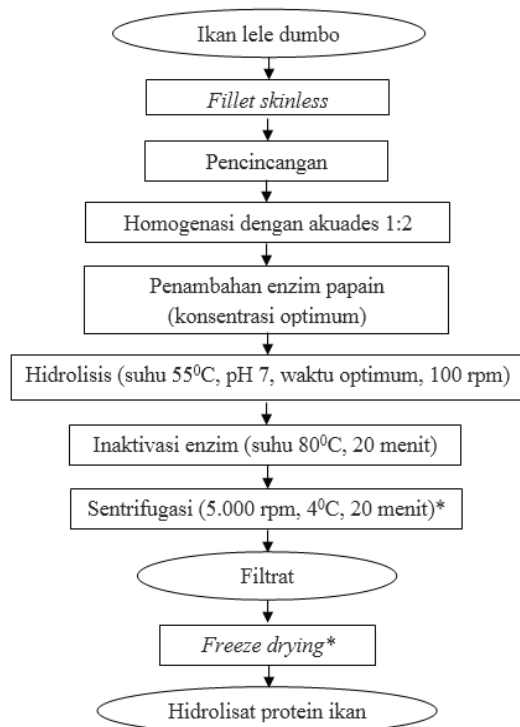 Ikan lele dumbo
Fillet skinless
Pencincangan
Homogenasi dengan akuades 1:2
Penambahan enzim papain
(konsentrasi optimum)
Hidrolisis (suhu 55⁰C, pH 7, waktu optimum, 100 rpm)
Inaktivasi enzim (suhu 80⁰C, 20 menit)
Sentrifugasi (5.000 rpm, 4⁰C, 20 menit)*
Filtrat
Freeze drying*
Hidrolisat protein ikan